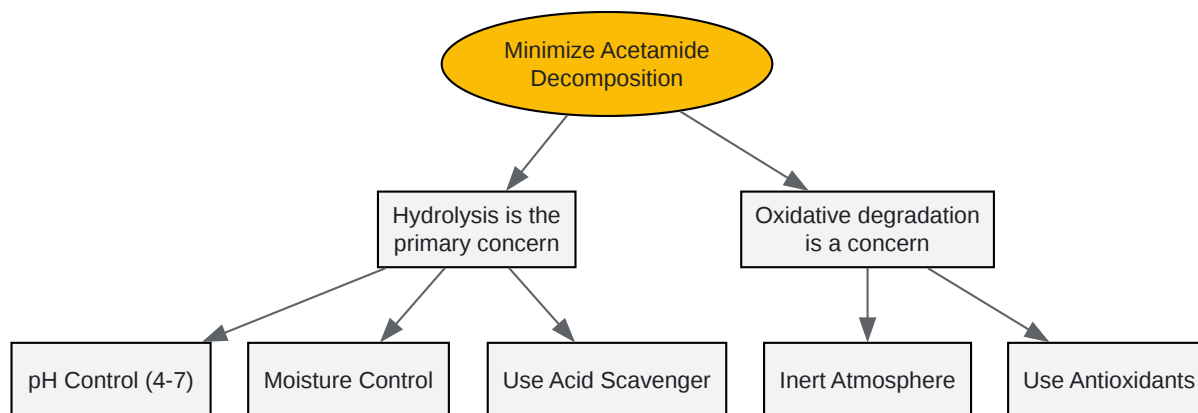 Minimize Acetamide
Decomposition
Hydrolysis is the
primary concern
Oxidative degradation
is a concern
pH Control (4-7)
Moisture Control
Use Acid Scavenger
Inert Atmosphere
Use Antioxidants